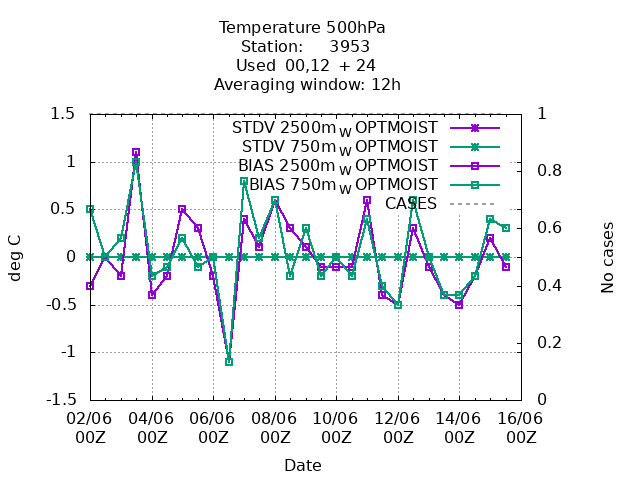 Temperature 500hPa
Station: 3953
Used 00,12 + 24
Averaging window: 12h
1.5
1
0.5
0
-0.5
-1
-1.5
deg C
STDV 2500m W OPTMOIST
STDV 750m W OPTMOIST
BIAS 2500m W OPTMOIST
BIAS 750m W OPTMOIST
CASES
1
0.8
0.6
0.4
0.2
0
No cases
02/06 04/06 06/06 08/06 10/06 12/06 14/06 16/06
00Z 00Z 00Z 00Z 00Z 00Z 00Z 00Z
Date